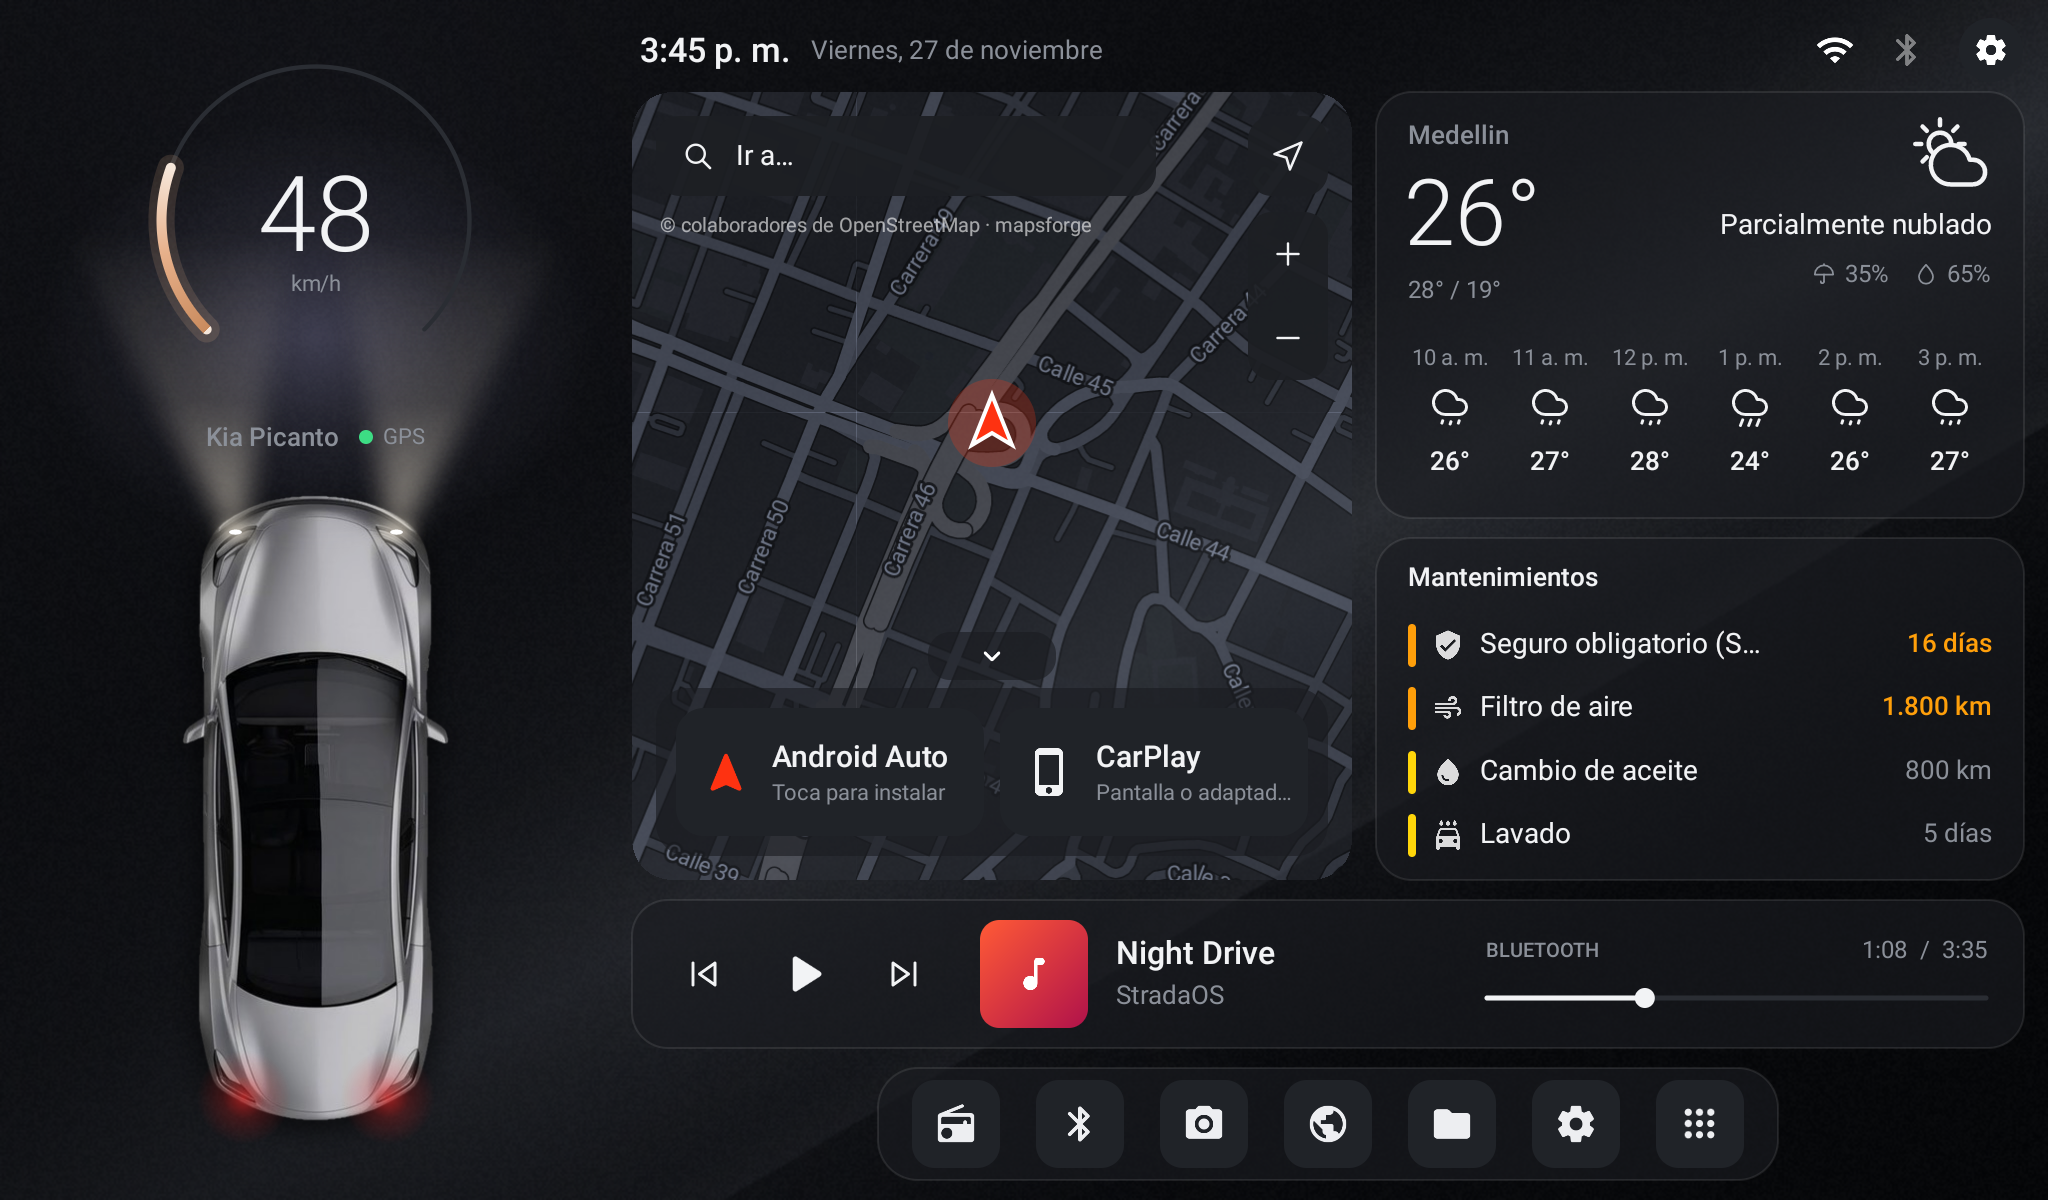 3:45 p. m. Viernes, 27 de noviembre
48
km/h
Kia Picanto GPS
Ir a...
© colaboradores de OpenStreetMap · mapsforge
Carrera
Carrera 49
Carrera
Calle 45
Carrera 46
Carrera 50
Carrera 51
Calle 44
Calle
Calle 39
Calle
Android Auto
Toca para instalar
CarPlay
Pantalla o adaptad...
Medellin
26°
28° / 19°
Parcialmente nublado
35% 65%
10 a. m. 11 a. m. 12 p. m. 1 p. m. 2 p. m. 3 p. m.
26° 27° 28° 24° 26° 27°
Mantenimientos
Seguro obligatorio (S... 16 días
Filtro de aire 1.800 km
Cambio de aceite 800 km
Lavado 5 días
Night Drive
StradaOS
BLUETOOTH 1:08 / 3:35